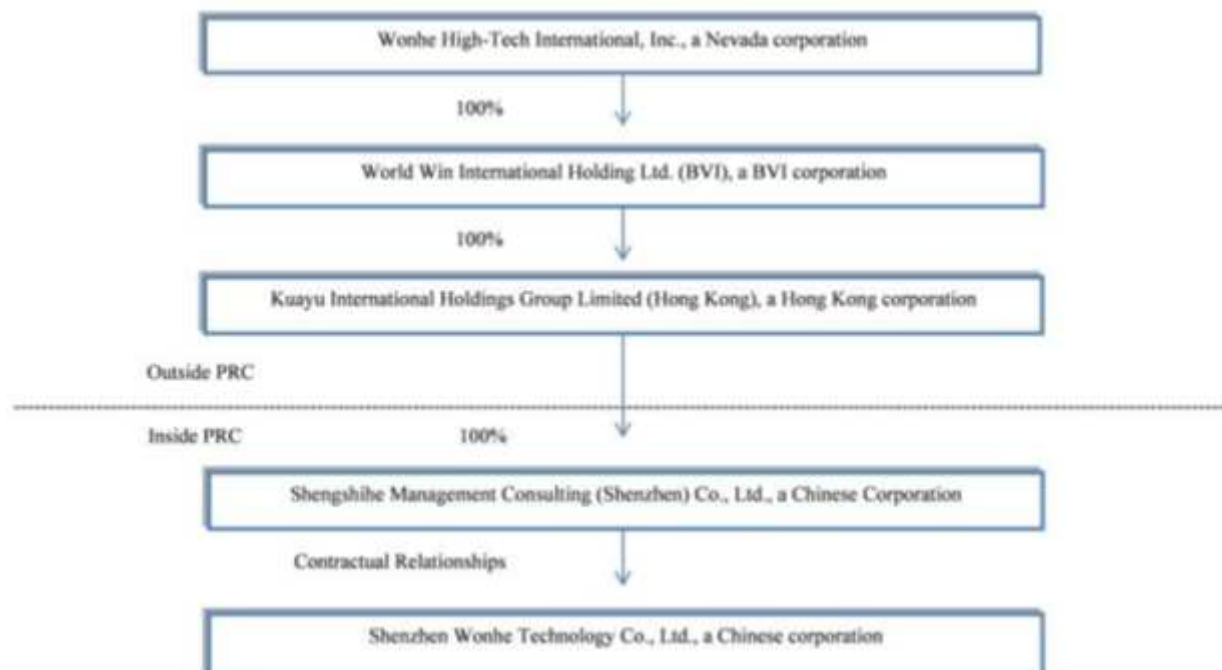 Wonhe High-Tech International, Inc., a Nevada corporation
100%
World Win International Holding Ltd. (BVI), a BVI corporation
100%
Kuayu International Holdings Group Limited (Hong Kong), a Hong Kong corporation
Outside PRC
Inside PRC
100%
Shengshihe Management Consulting (Shenzhen) Co., Ltd., a Chinese Corporation
Contractual Relationships
Shenzhen Wonhe Technology Co., Ltd., a Chinese corporation